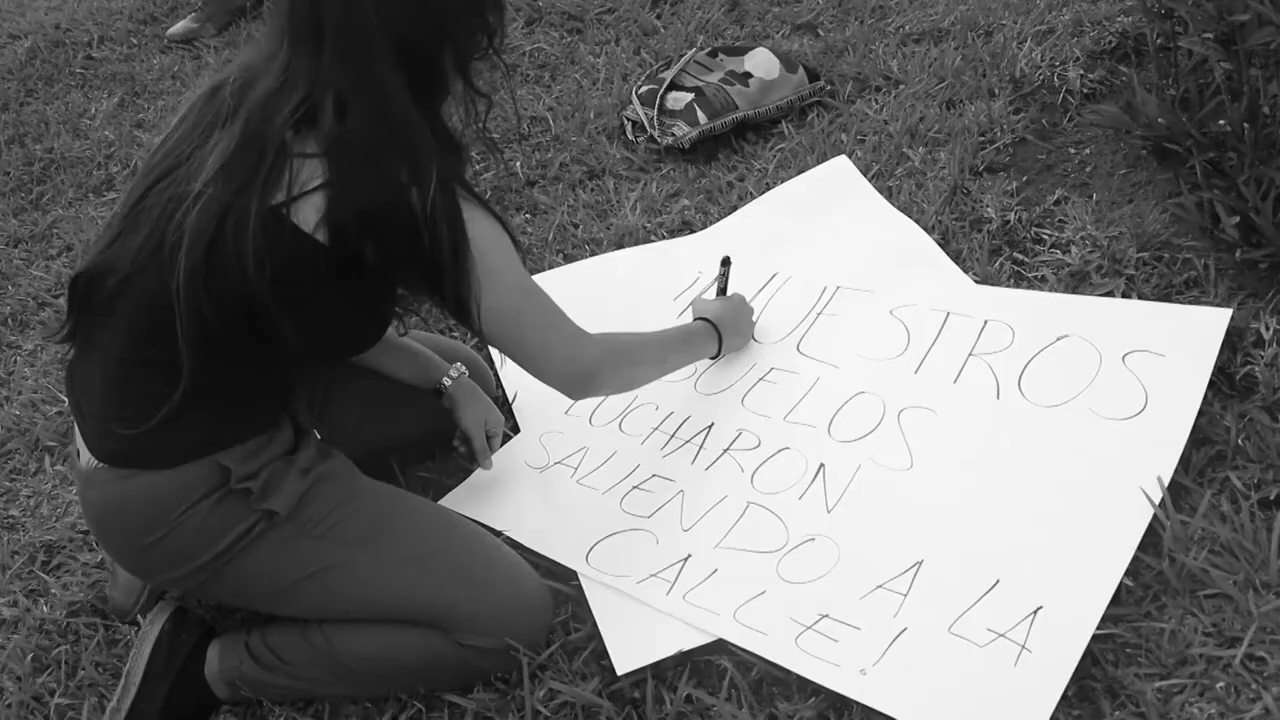 ¡NUESTROS
ABUELOS
LUCHARON
SALIENDO A LA
CALLE!